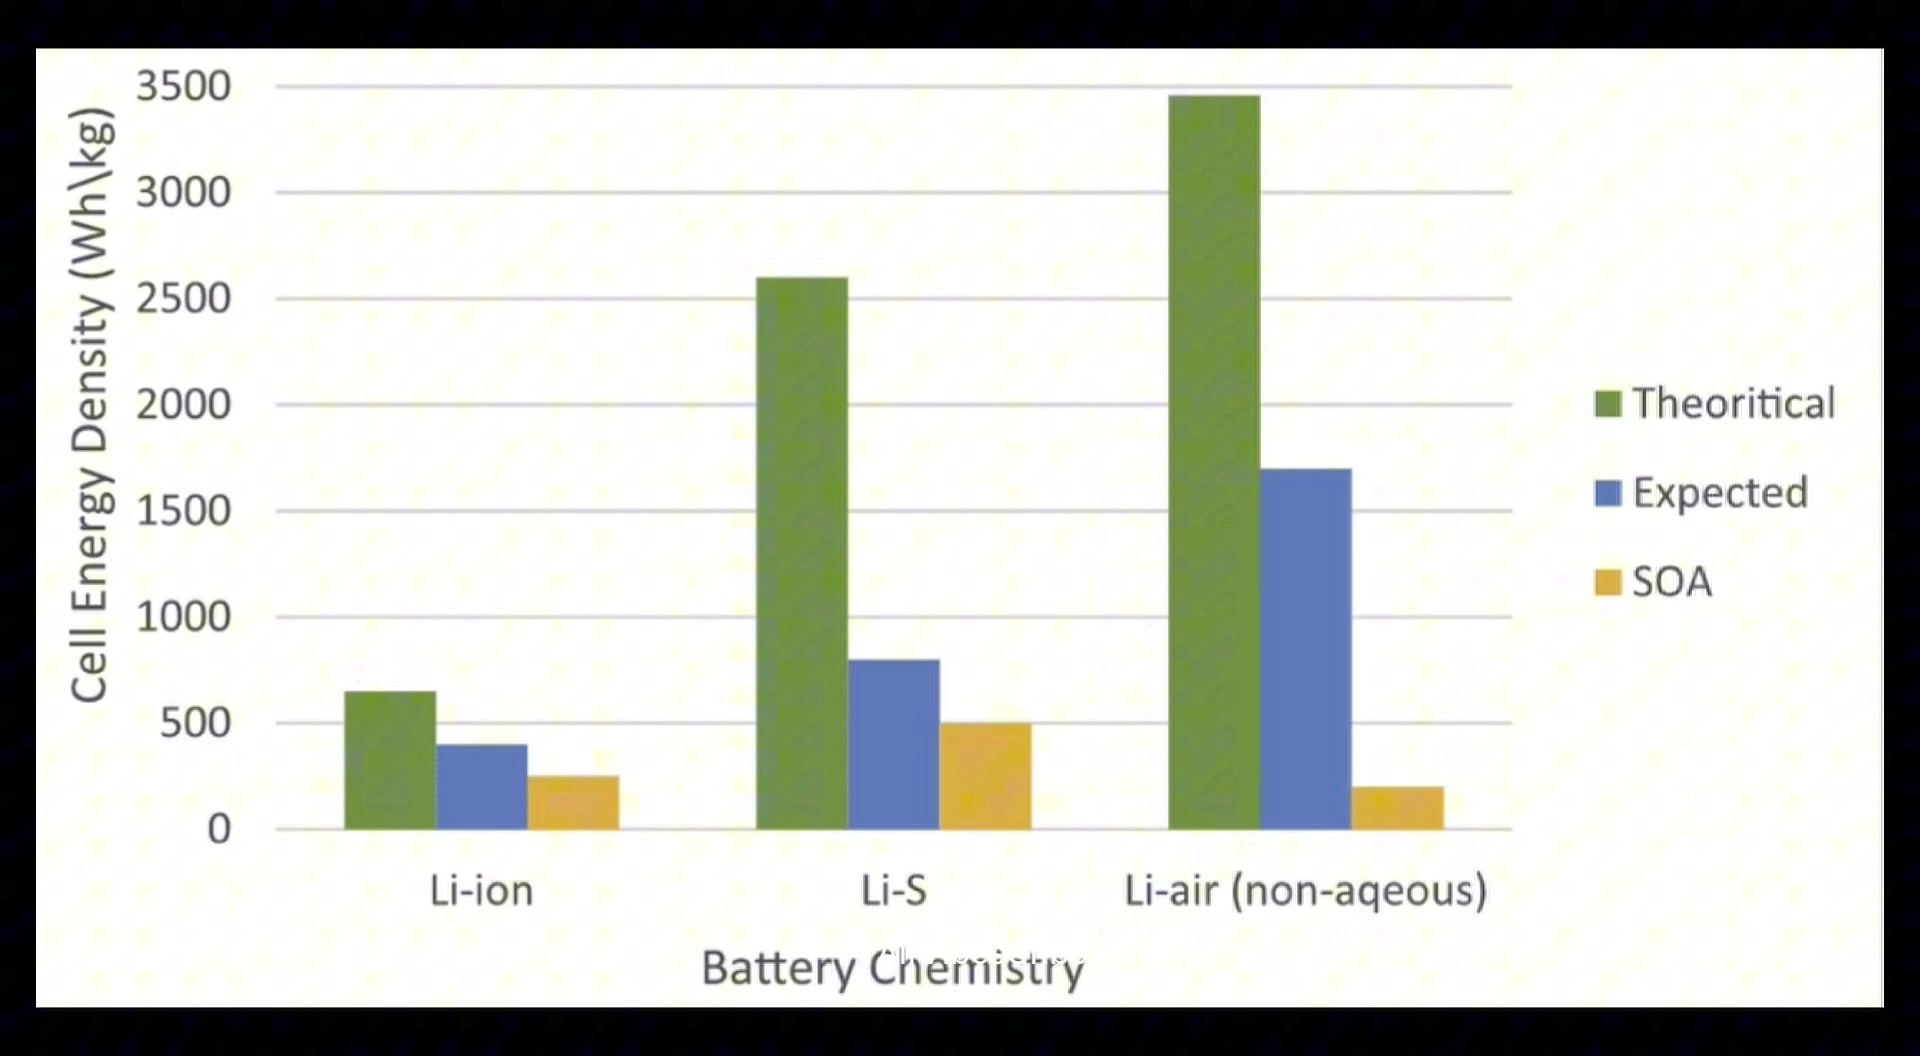 Cell Energy Density (Wh\kg)
3500
3000
2500
2000
1500
1000
500
0
Li-ion
Li-S
Li-air (non-aqeous)
Battery Chemistry
Theoritical
Expected
SOA